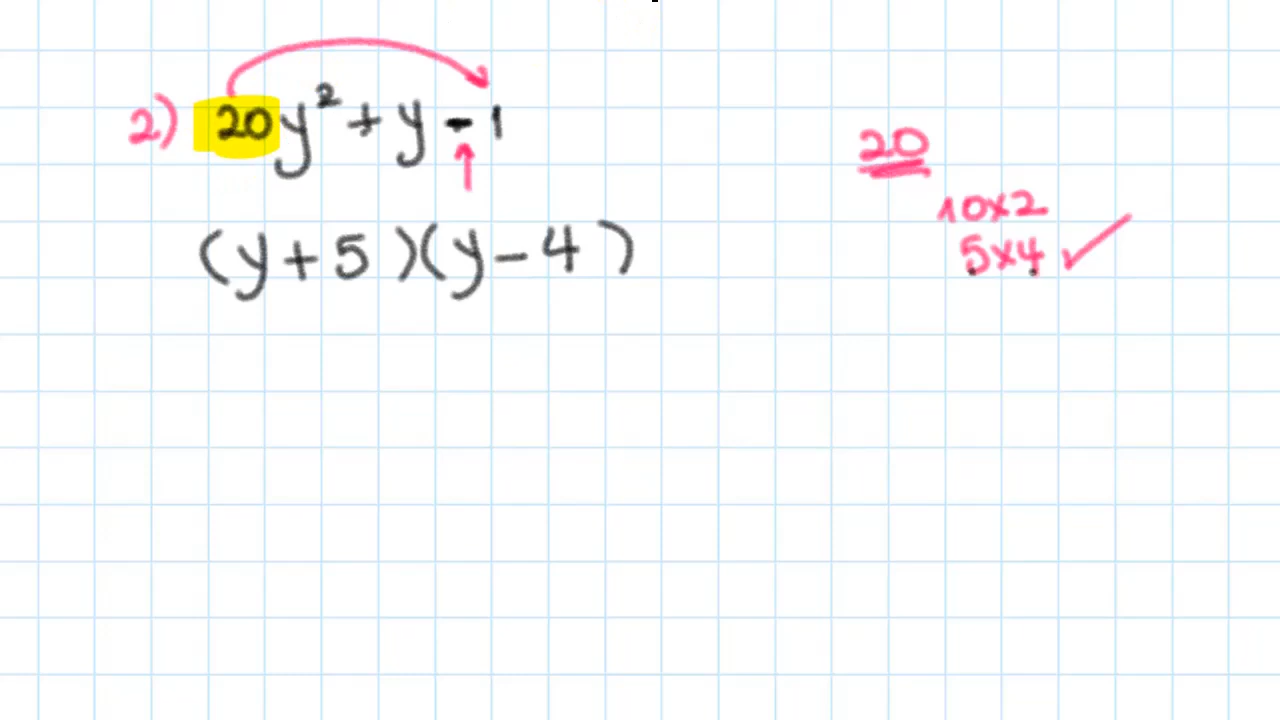 2) 20y² + y - 1
20
10x2
(y + 5)(y - 4)
5x4